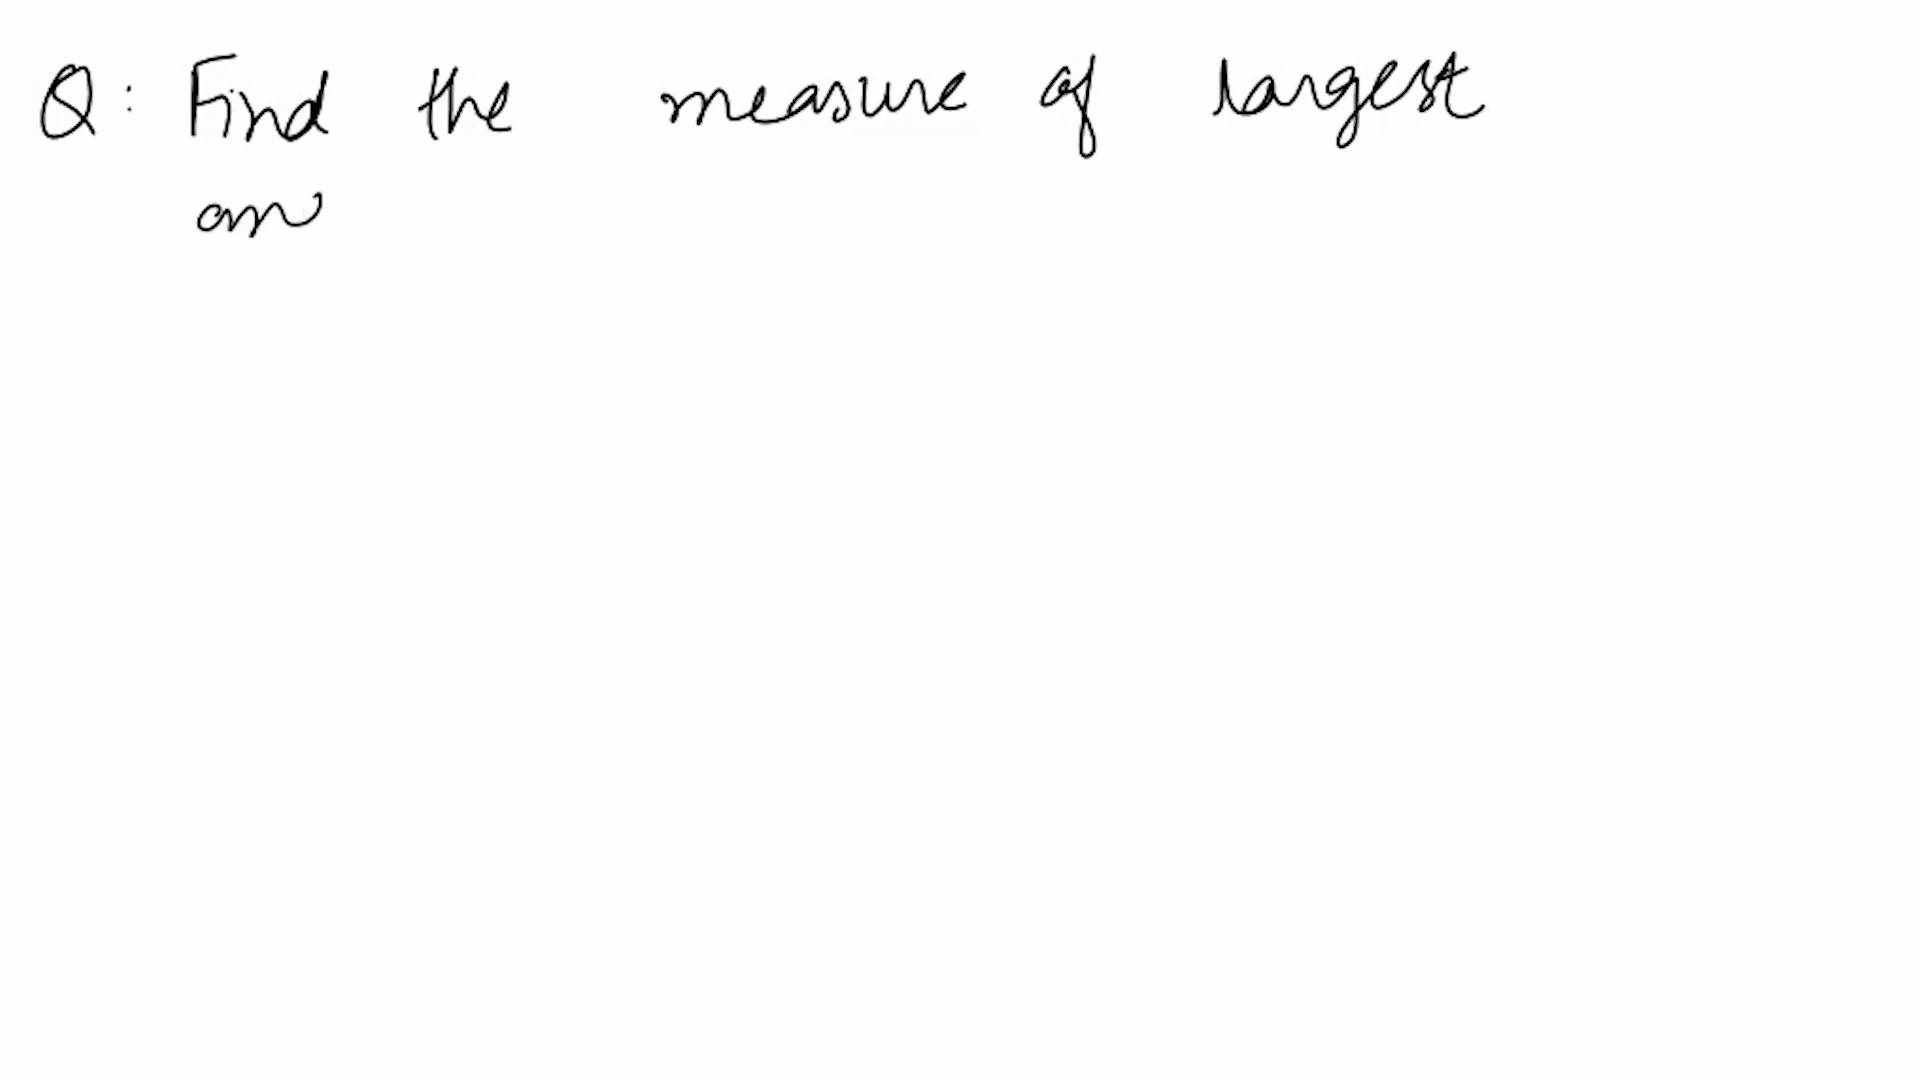 Q: Find the measure of largest
an